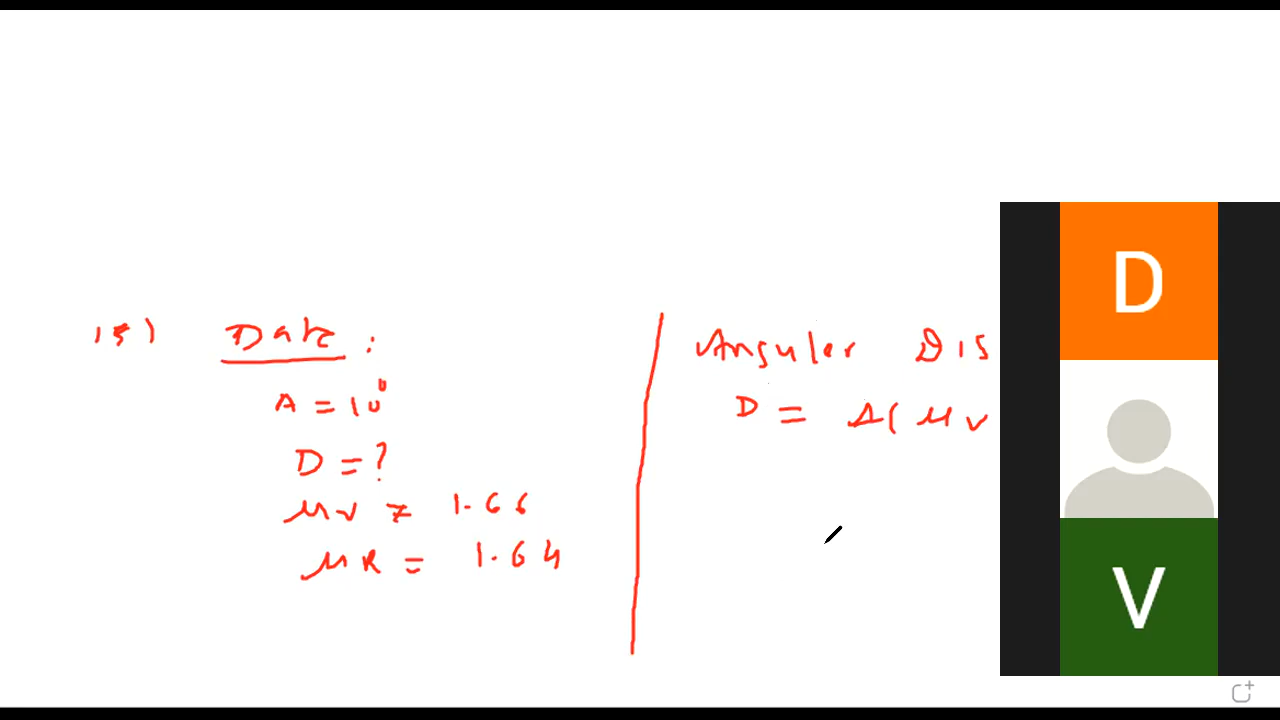 15) Data:
A = 10°
D = ?
μv = 1.66
μR = 1.64
Angular Dis
D = A(μv
D
V